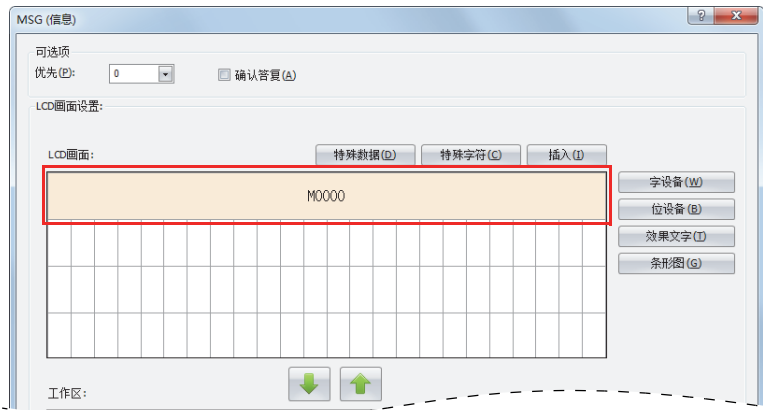 MSG (信息)
可选项
优先(P): 0 确认答复(A)
LCD画面设置:
LCD画面: 特殊数据(D) 特殊字符(C) 插入(I)
M0000
字设备(W)
位设备(B)
效果文字(T)
条形图(G)
工作区: